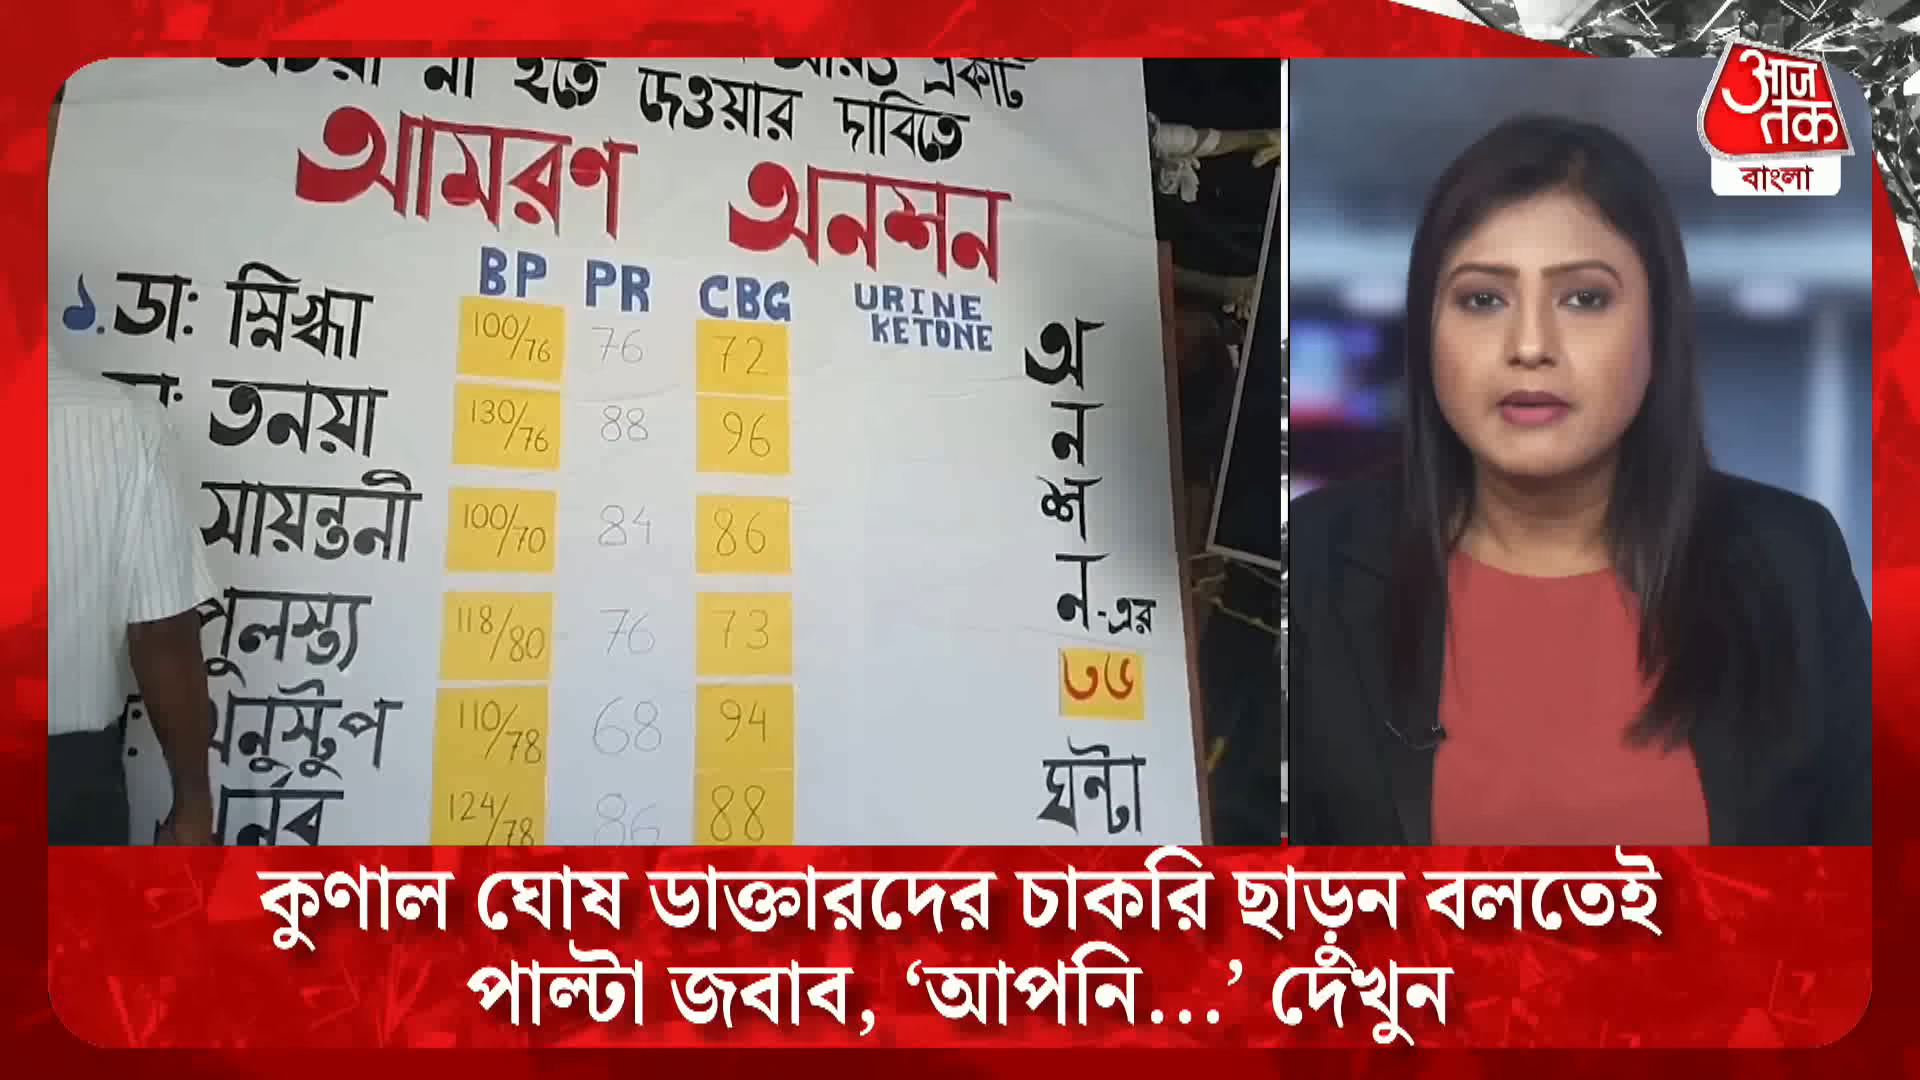 আজ
তক
বাংলা
না হতে দেওয়ার দাবিতে
আমরণ অনশন
BP PR CBG URINE
KETONE
১. ডা: স্নিগ্ধা 100/76 76 72
তনয়া 130/76 88 96
সায়ন্তনী 100/70 84 86
পুলস্ত্য 118/80 76 73
অনুস্টুপ 110/78 68 94
124/78 86 88
অনশন-এর
৩৬
ঘন্টা
কুণাল ঘোষ ডাক্তারদের চাকরি ছাড়ুন বলতেই
পাল্টা জবাব, ‘আপনি...’ দেখুন